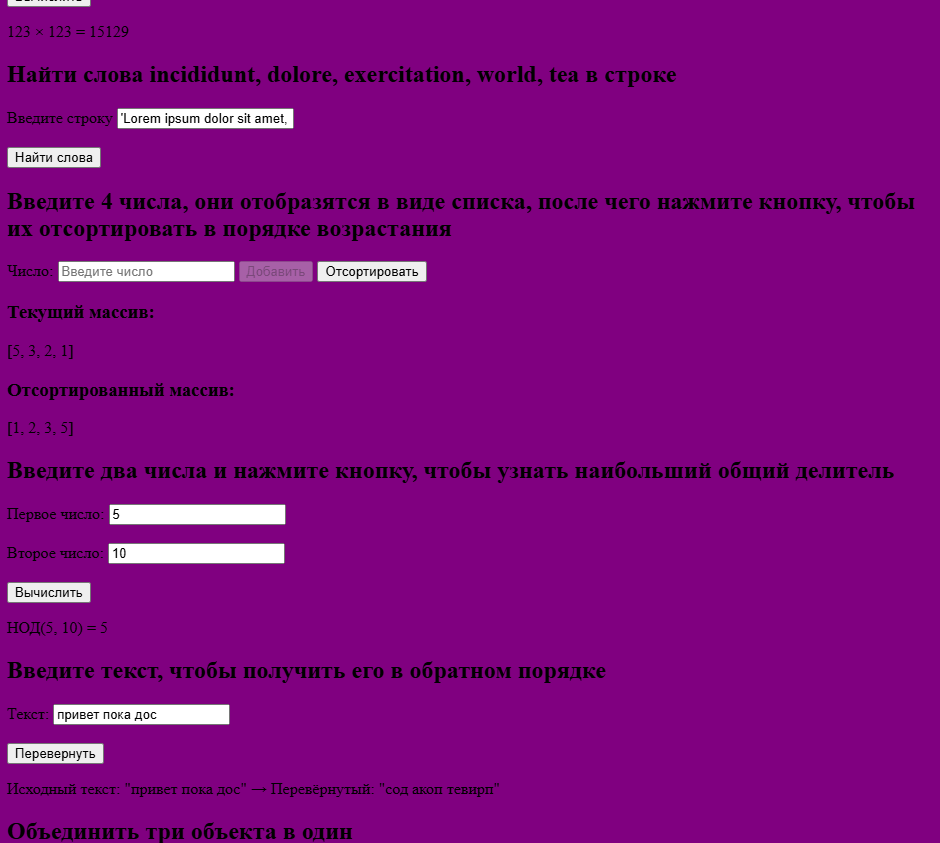 Вычислить
123 × 123 = 15129
Найти слова incididunt, dolore, exercitation, world, tea в строке
Введите строку 'Lorem ipsum dolor sit amet,
Найти слова
Введите 4 числа, они отобразятся в виде списка, после чего нажмите кнопку, чтобы
их отсортировать в порядке возрастания
Число: Введите число Добавить Отсортировать
Текущий массив:
[5, 3, 2, 1]
Отсортированный массив:
[1, 2, 3, 5]
Введите два числа и нажмите кнопку, чтобы узнать наибольший общий делитель
Первое число: 5
Второе число: 10
Вычислить
НОД(5, 10) = 5
Введите текст, чтобы получить его в обратном порядке
Текст: привет пока дос
Перевернуть
Исходный текст: "привет пока дос" → Перевёрнутый: "сод акоп тевирп"
Объединить три объекта в один